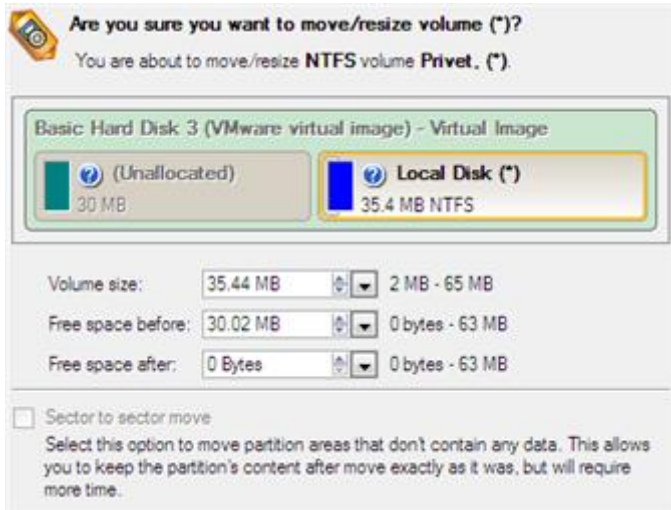 Are you sure you want to move/resize volume (*)?
You are about to move/resize NTFS volume Privet, (*).
Basic Hard Disk 3 (VMware virtual image) - Virtual Image
(Unallocated)
30 MB
Local Disk (*)
35.4 MB NTFS
Volume size: 35.44 MB 2 MB - 65 MB
Free space before: 30.02 MB 0 bytes - 63 MB
Free space after: 0 Bytes 0 bytes - 63 MB
Sector to sector move
Select this option to move partition areas that don't contain any data. This allows
you to keep the partition's content after move exactly as it was, but will require
more time.